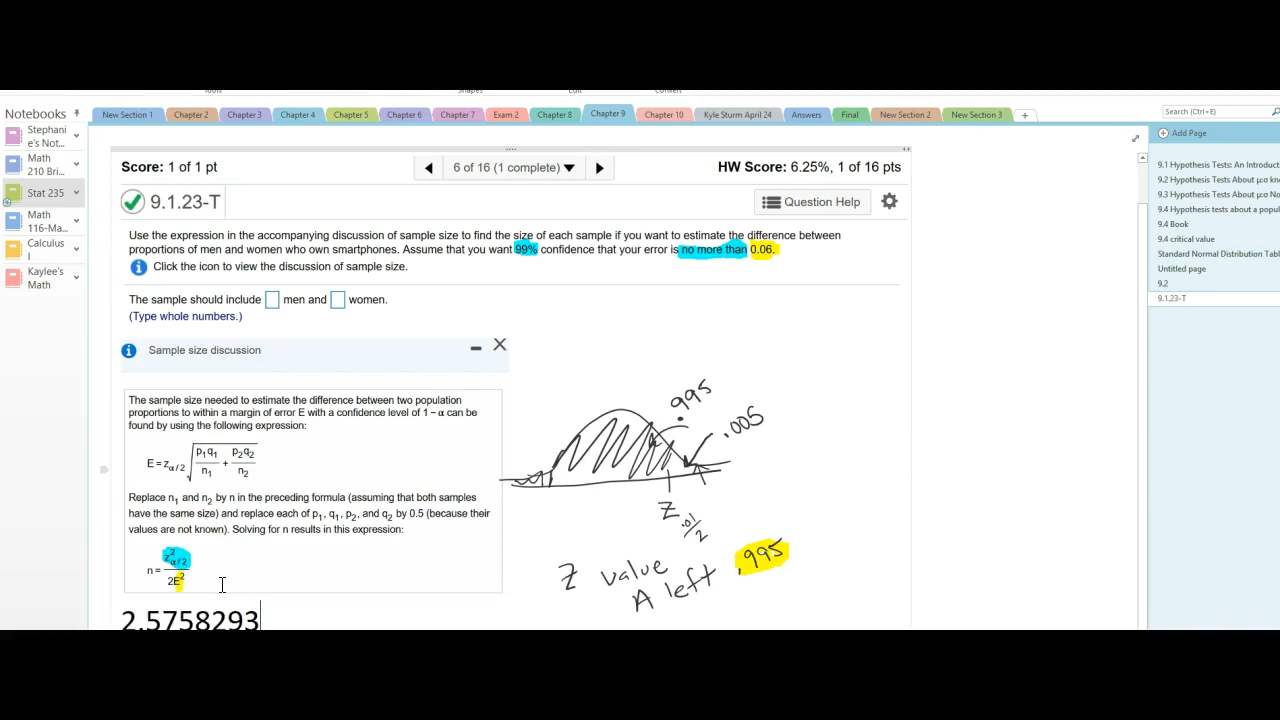 Notebooks
Stephani
e's Not...
Math
210 Bri...
Stat 235
Math
116-Ma...
Calculus
I
Kaylee's
Math
New Section 1
Chapter 2
Chapter 3
Chapter 4
Chapter 5
Chapter 6
Chapter 7
Exam 2
Chapter 8
Chapter 9
Chapter 10
Kyle Sturm April 24
Answers
Final
New Section 2
New Section 3
+
Search (Ctrl+E)
Add Page
9.1 Hypothesis Tests: An Introduct
9.2 Hypothesis Tests About μσ kn
9.3 Hypothesis Tests About μσ No
9.4 Hypothesis tests about a popul
9.4 Book
9.4 critical value
Standard Normal Distribution Table
Untitled page
9.2
9.1.23-T
Score: 1 of 1 pt
6 of 16 (1 complete)
HW Score: 6.25%, 1 of 16 pts
9.1.23-T
Question Help
Use the expression in the accompanying discussion of sample size to find the size of each sample if you want to estimate the difference between
proportions of men and women who own smartphones. Assume that you want 99% confidence that your error is no more than 0.06.
Click the icon to view the discussion of sample size.
The sample should include men and women.
(Type whole numbers.)
Sample size discussion
The sample size needed to estimate the difference between two population
proportions to within a margin of error E with a confidence level of 1 − α can be
found by using the following expression:
E = zα/2 √(p1q1/n1 + p2q2/n2)
Replace n1 and n2 by n in the preceding formula (assuming that both samples
have the same size) and replace each of p1, q1, p2, and q2 by 0.5 (because their
values are not known). Solving for n results in this expression:
n = z²α/2 / 2E²
2.5758293
.995
.005
Z .01/2
Z value
A left .995